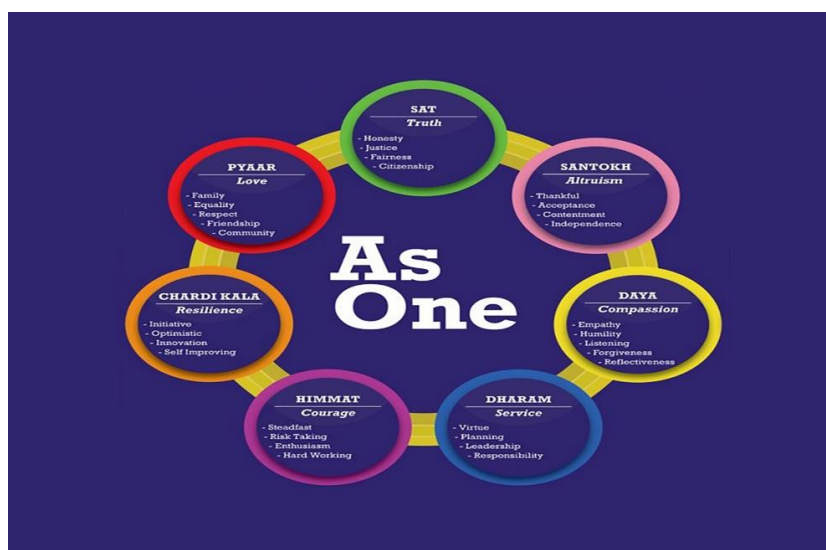 SAT
Truth
- Honesty
- Justice
- Fairness
- Citizenship
SANTOKH
Altruism
- Thankful
- Acceptance
- Contentment
- Independence
DAYA
Compassion
- Empathy
- Humility
- Listening
- Forgiveness
- Reflectiveness
DHARAM
Service
- Virtue
- Planning
- Leadership
- Responsibility
HIMMAT
Courage
- Steadfast
- Risk Taking
- Enthusiasm
- Hard Working
CHARDI KALA
Resilience
- Initiative
- Optimistic
- Innovation
- Self Improving
PYAAR
Love
- Family
- Equality
- Respect
- Friendship
- Community
As
One